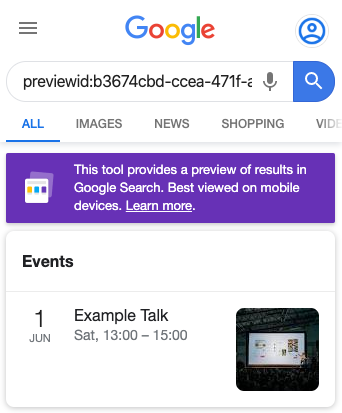 Google
previewid:b3674cbd-ccea-471f-a
ALL IMAGES NEWS SHOPPING VIDE
This tool provides a preview of results in
Google Search. Best viewed on mobile
devices. Learn more.
Events
1 Example Talk
JUN Sat, 13:00 – 15:00